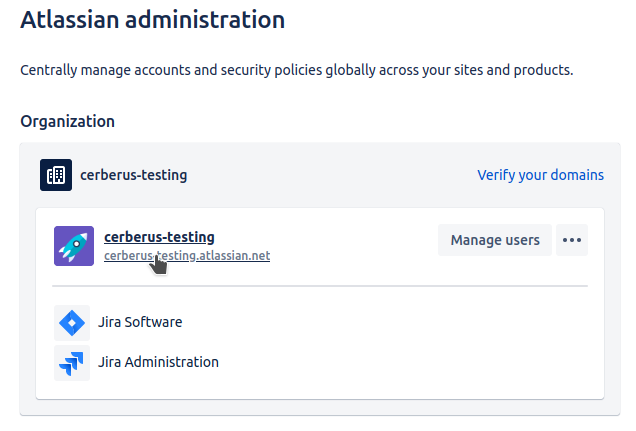 Atlassian administration
Centrally manage accounts and security policies globally across your sites and products.
Organization
cerberus-testing
Verify your domains
cerberus-testing
Manage users
cerberus-testing.atlassian.net
Jira Software
Jira Administration